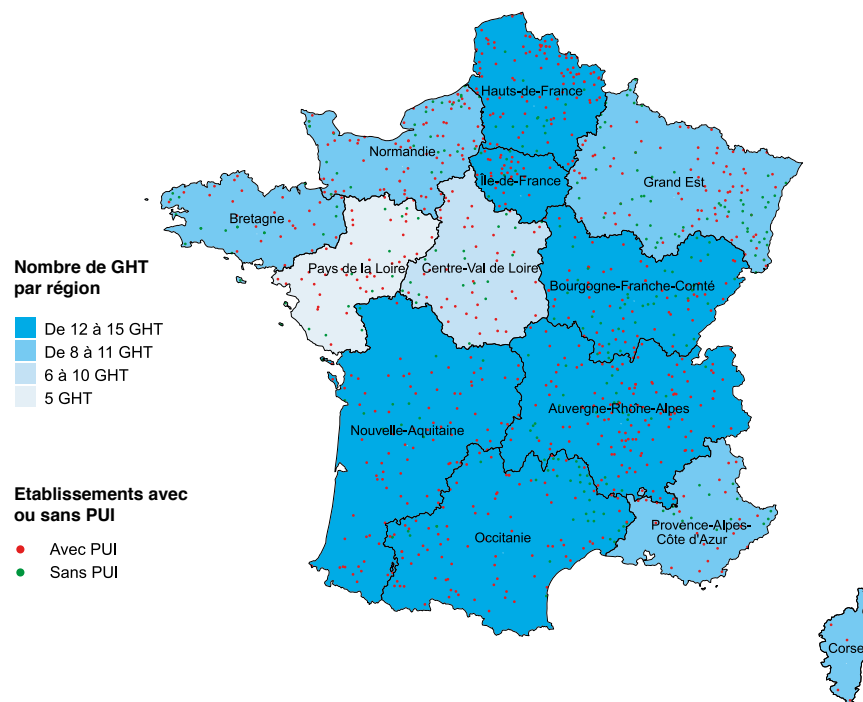 Hauts-de-France
Normandie
Ile-de-France
Grand Est
Bretagne
Pays de la Loire
Centre-Val de Loire
Bourgogne-Franche-Comté
Nombre de GHT
par région
De 12 à 15 GHT
De 8 à 11 GHT
6 à 10 GHT
5 GHT
Auvergne-Rhone-Alpes
Nouvelle-Aquitaine
Etablissements avec
ou sans PUI
Avec PUI
Sans PUI
Occitanie
Provence-Alpes-
Côte d'Azur
Corse